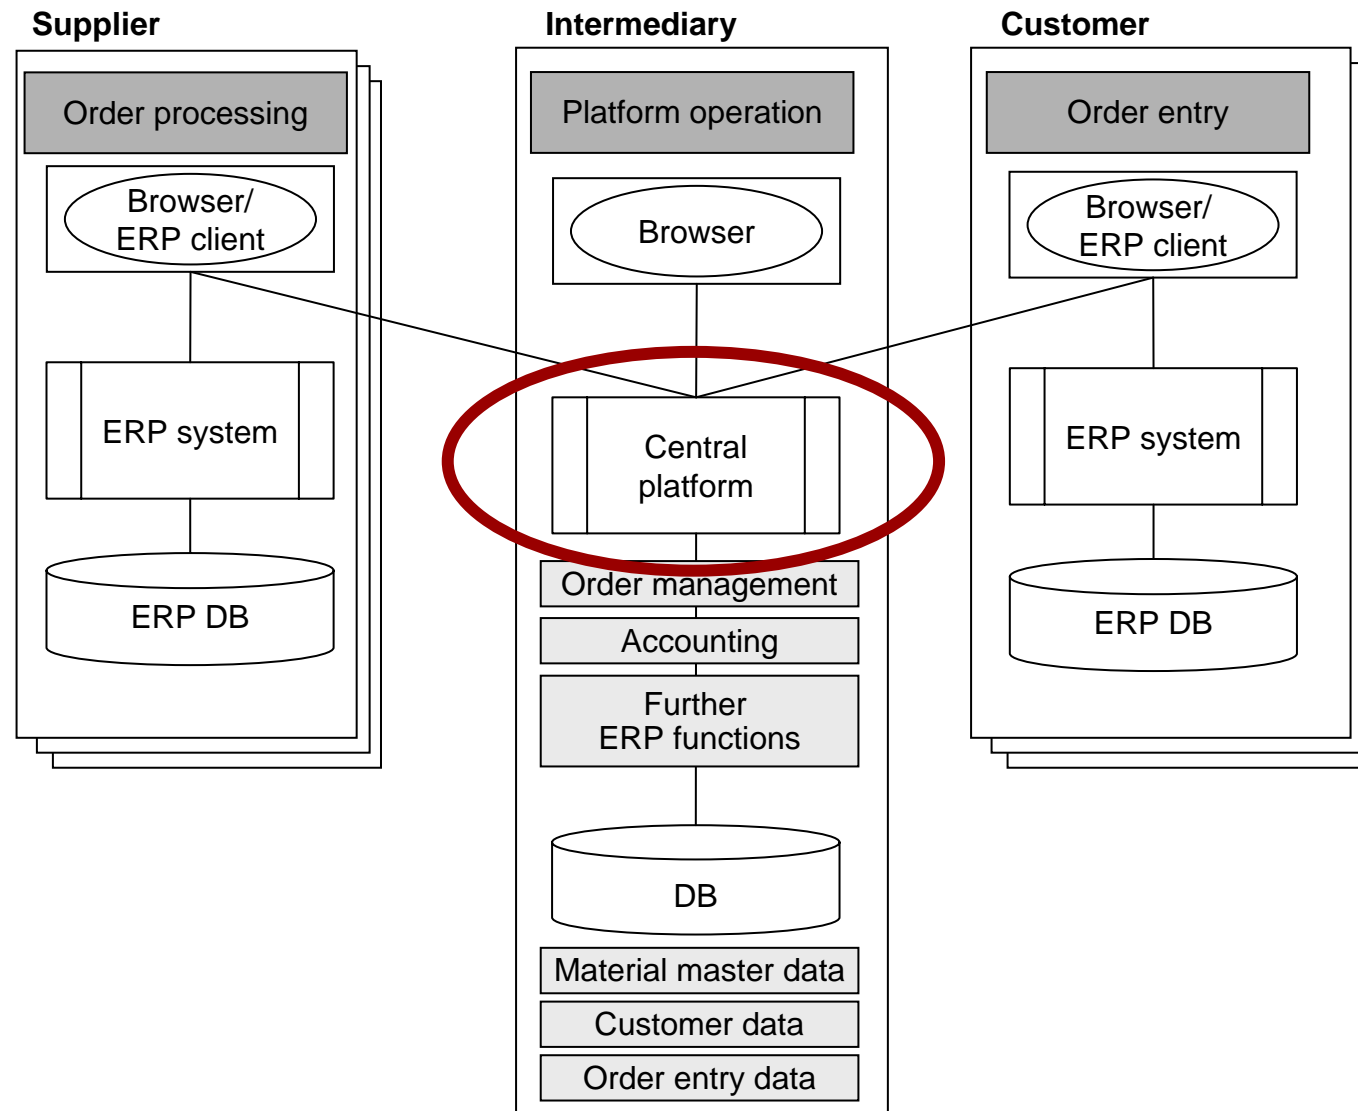 Supplier
Intermediary
Customer
Order processing
Platform operation
Order entry
Browser/
ERP client
Browser
Browser/
ERP client
ERP system
Central
platform
ERP system
Order management
ERP DB
Accounting
ERP DB
Further
ERP functions
DB
Material master data
Customer data
Order entry data